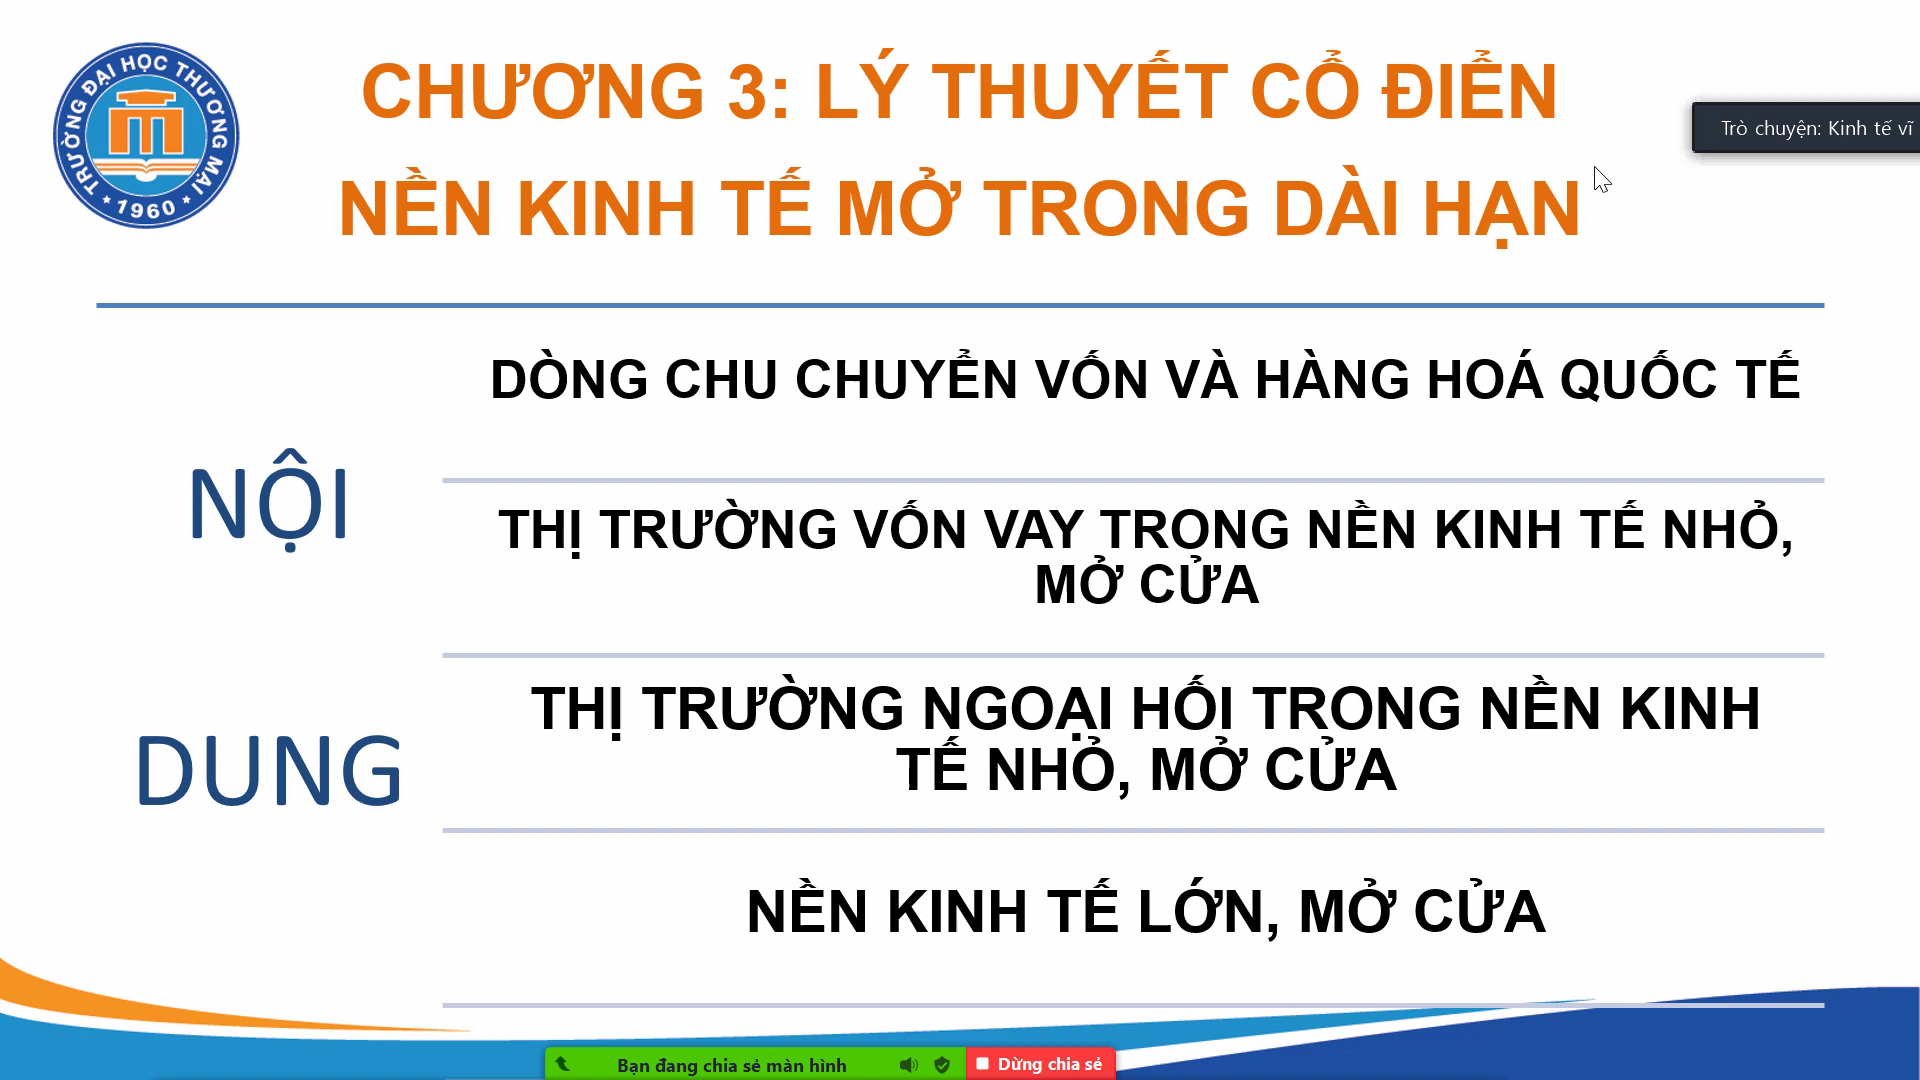 TRƯỜNG ĐẠI HỌC THƯƠNG MẠI
1960
CHƯƠNG 3: LÝ THUYẾT CỔ ĐIỂN
NỀN KINH TẾ MỞ TRONG DÀI HẠN
Trò chuyện: Kinh tế vĩ
NỘI
DUNG
DÒNG CHU CHUYỂN VỐN VÀ HÀNG HOÁ QUỐC TẾ
THỊ TRƯỜNG VỐN VAY TRONG NỀN KINH TẾ NHỎ,
MỞ CỬA
THỊ TRƯỜNG NGOẠI HỐI TRONG NỀN KINH
TẾ NHỎ, MỞ CỬA
NỀN KINH TẾ LỚN, MỞ CỬA
Bạn đang chia sẻ màn hình
Dừng chia sẻ